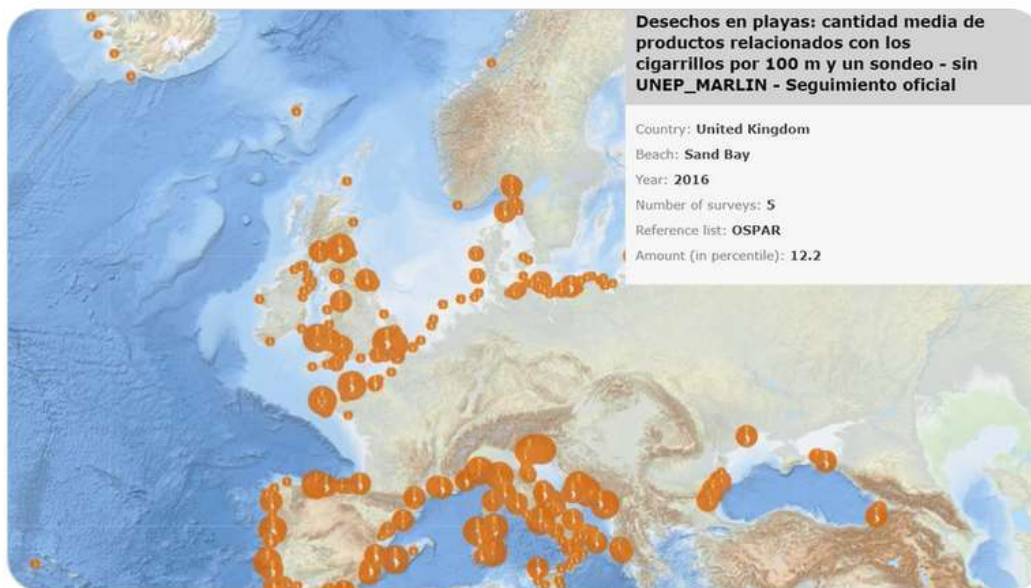 Desechos en playas: cantidad media de
productos relacionados con los
cigarrillos por 100 m y un sondeo - sin
UNEP_MARLIN - Seguimiento oficial
Country: United Kingdom
Beach: Sand Bay
Year: 2016
Number of surveys: 5
Reference list: OSPAR
Amount (in percentile): 12.2